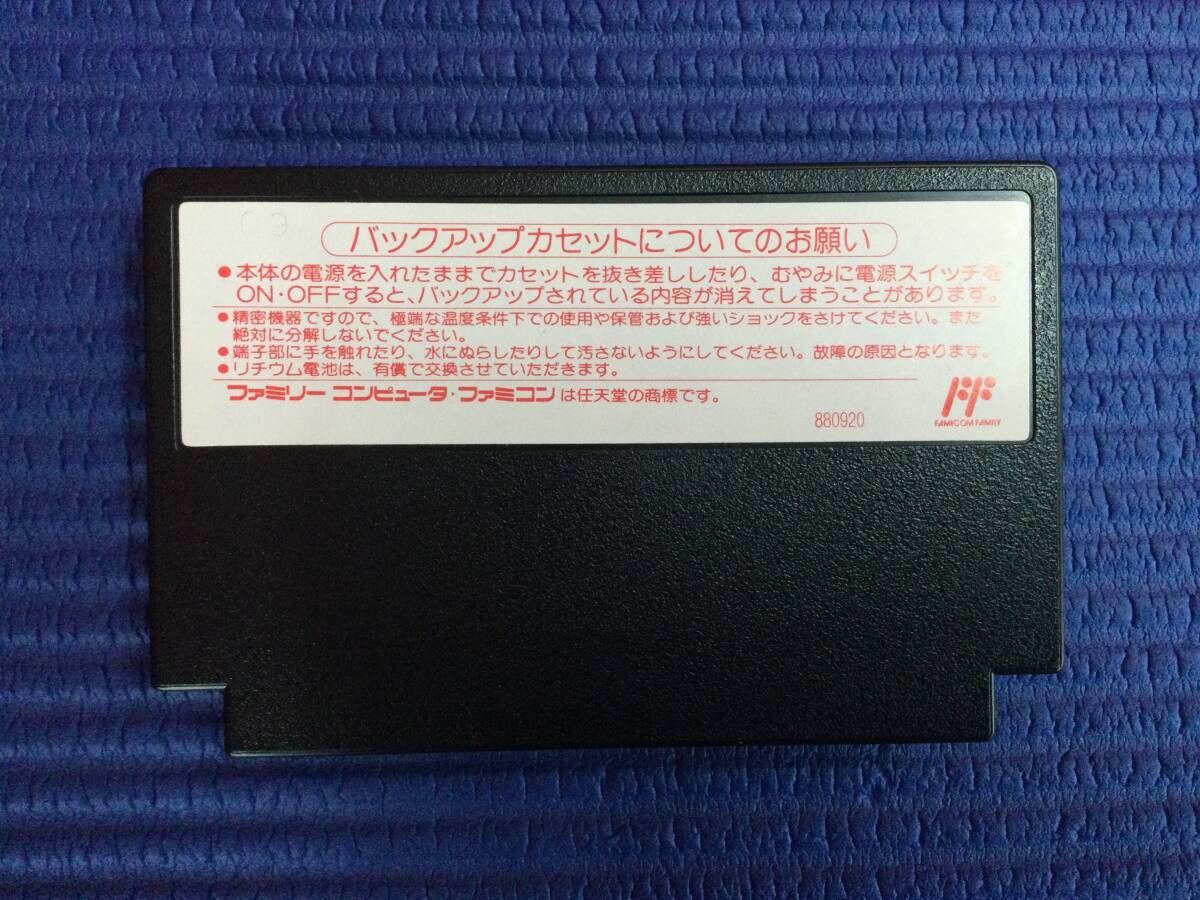 バックアップカセットについてのお願い
●本体の電源を入れたままでカセットを抜き差ししたり、むやみに電源スイッチを
ON・OFFすると、バックアップされている内容が消えてしまうことがあります。
●精密機器ですので、極端な温度条件下での使用や保管および強いショックをさけてください。また
絶対に分解しないでください。
●端子部に手を触れたり、水にぬらしたりして汚さないようにしてください。故障の原因となります。
●リチウム電池は、有償で交換させていただきます。
ファミリー コンピュータ・ファミコンは任天堂の商標です。
880920
FAMICOM FAMILY